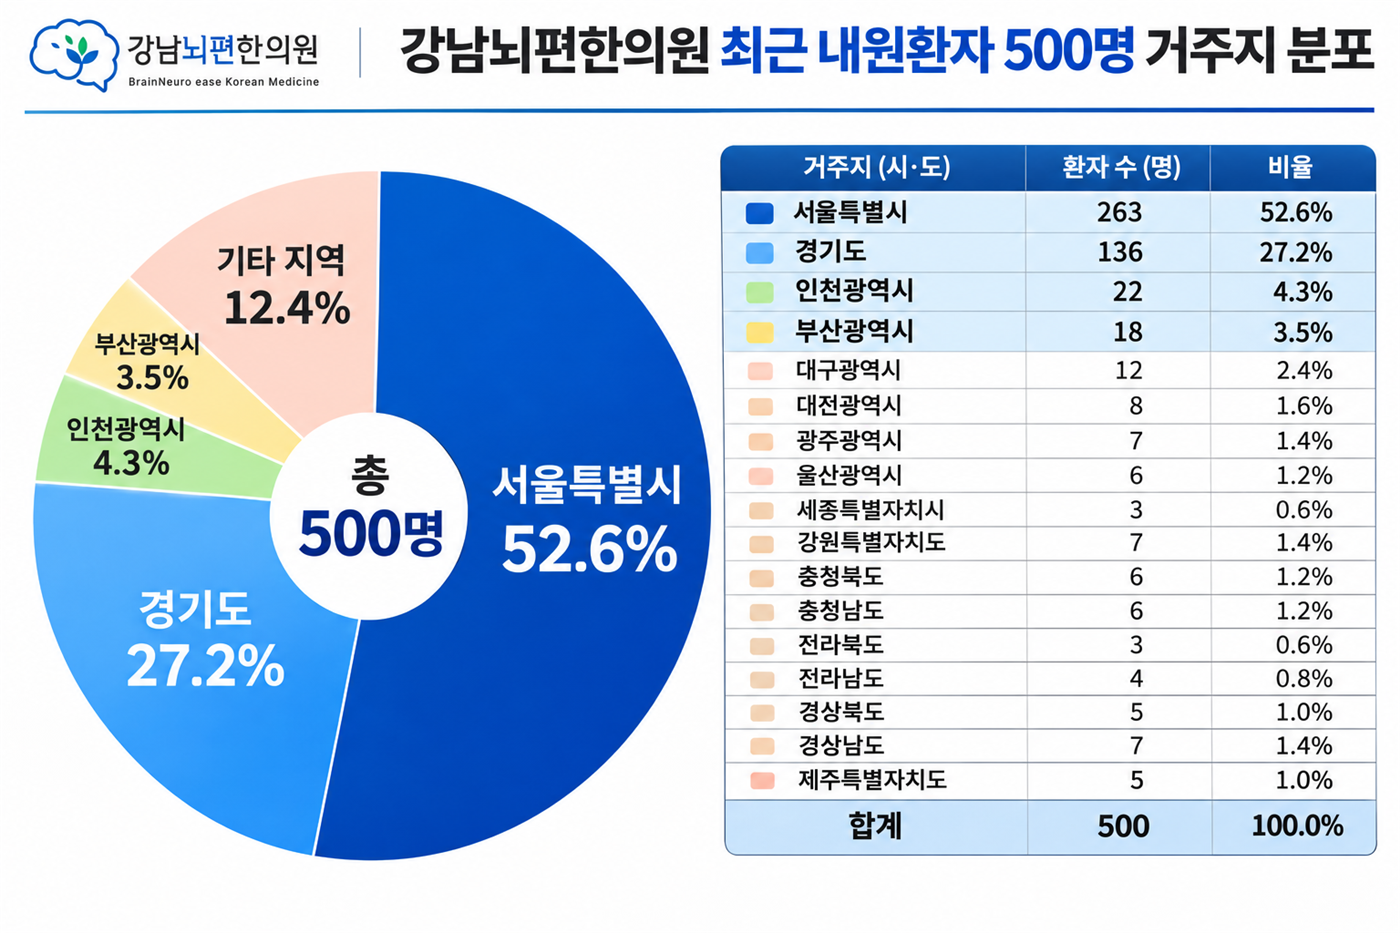 강남뇌편한의원
BrainNeuro ease Korean Medicine
강남뇌편한의원 최근 내원환자 500명 거주지 분포
기타 지역
12.4%
부산광역시
3.5%
인천광역시
4.3%
총
500명
서울특별시
52.6%
경기도
27.2%
거주지 (시·도) 환자 수 (명) 비율
서울특별시 263 52.6%
경기도 136 27.2%
인천광역시 22 4.3%
부산광역시 18 3.5%
대구광역시 12 2.4%
대전광역시 8 1.6%
광주광역시 7 1.4%
울산광역시 6 1.2%
세종특별자치시 3 0.6%
강원특별자치도 7 1.4%
충청북도 6 1.2%
충청남도 6 1.2%
전라북도 3 0.6%
전라남도 4 0.8%
경상북도 5 1.0%
경상남도 7 1.4%
제주특별자치도 5 1.0%
합계 500 100.0%